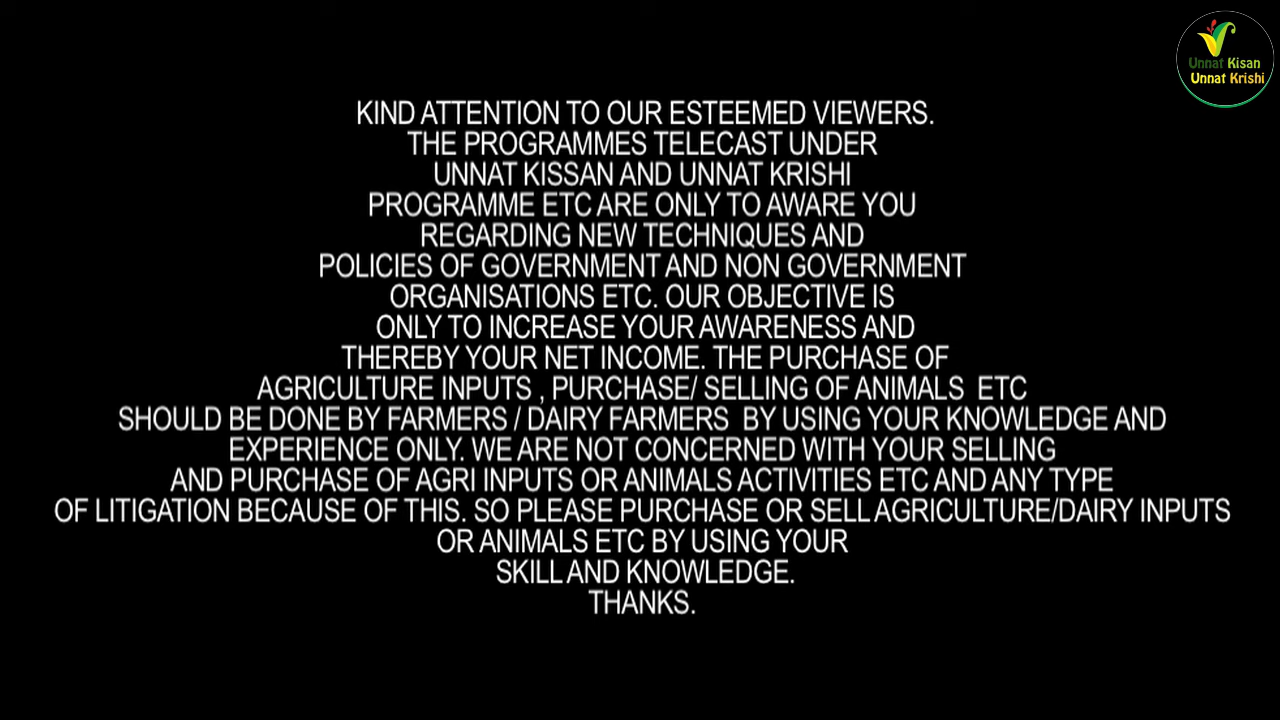 Unnat Kisan
Unnat Krishi
KIND ATTENTION TO OUR ESTEEMED VIEWERS.
THE PROGRAMMES TELECAST UNDER
UNNAT KISSAN AND UNNAT KRISHI
PROGRAMME ETC ARE ONLY TO AWARE YOU
REGARDING NEW TECHNIQUES AND
POLICIES OF GOVERNMENT AND NON GOVERNMENT
ORGANISATIONS ETC. OUR OBJECTIVE IS
ONLY TO INCREASE YOUR AWARENESS AND
THEREBY YOUR NET INCOME. THE PURCHASE OF
AGRICULTURE INPUTS , PURCHASE/ SELLING OF ANIMALS  ETC
SHOULD BE DONE BY FARMERS / DAIRY FARMERS  BY USING YOUR KNOWLEDGE AND
EXPERIENCE ONLY. WE ARE NOT CONCERNED WITH YOUR SELLING
AND PURCHASE OF AGRI INPUTS OR ANIMALS ACTIVITIES ETC AND ANY TYPE
OF LITIGATION BECAUSE OF THIS. SO PLEASE PURCHASE OR SELL AGRICULTURE/DAIRY INPUTS
OR ANIMALS ETC BY USING YOUR
SKILL AND KNOWLEDGE.
THANKS.